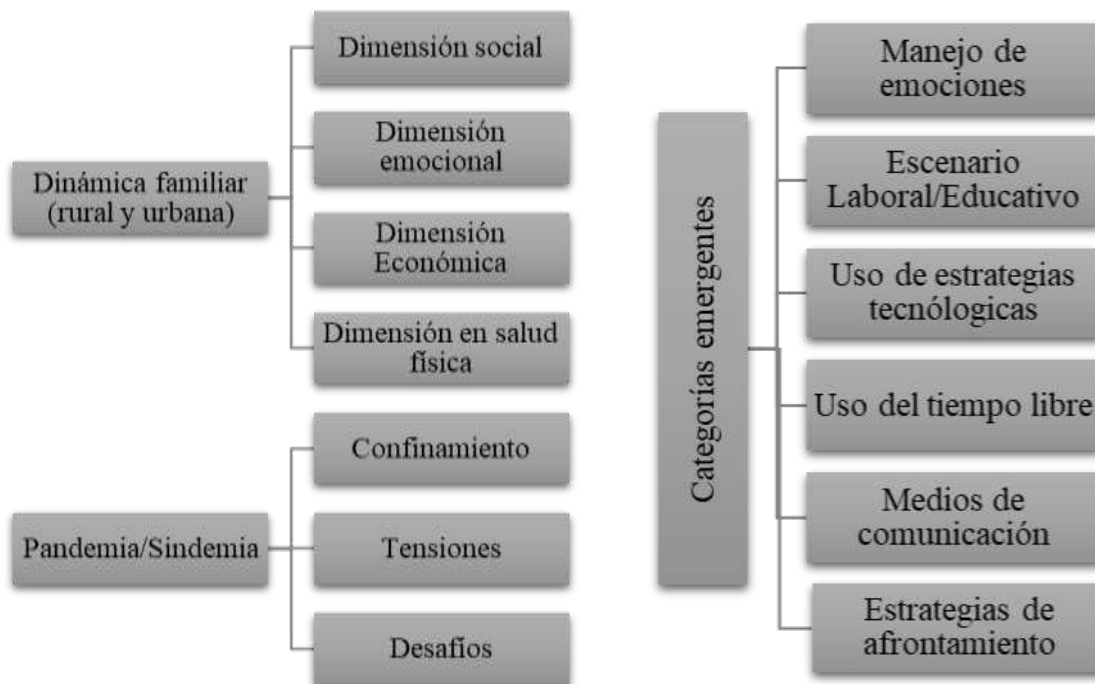 Dinámica familiar
(rural y urbana)
Dimensión social
Dimensión
emocional
Dimensión
Económica
Dimensión en salud
física
Pandemia/Sindemia
Confinamiento
Tensiones
Desafíos
Categorías emergentes
Manejo de
emociones
Escenario
Laboral/Educativo
Uso de estrategias
tecnólogicas
Uso del tiempo libre
Medios de
comunicación
Estrategias de
afrontamiento